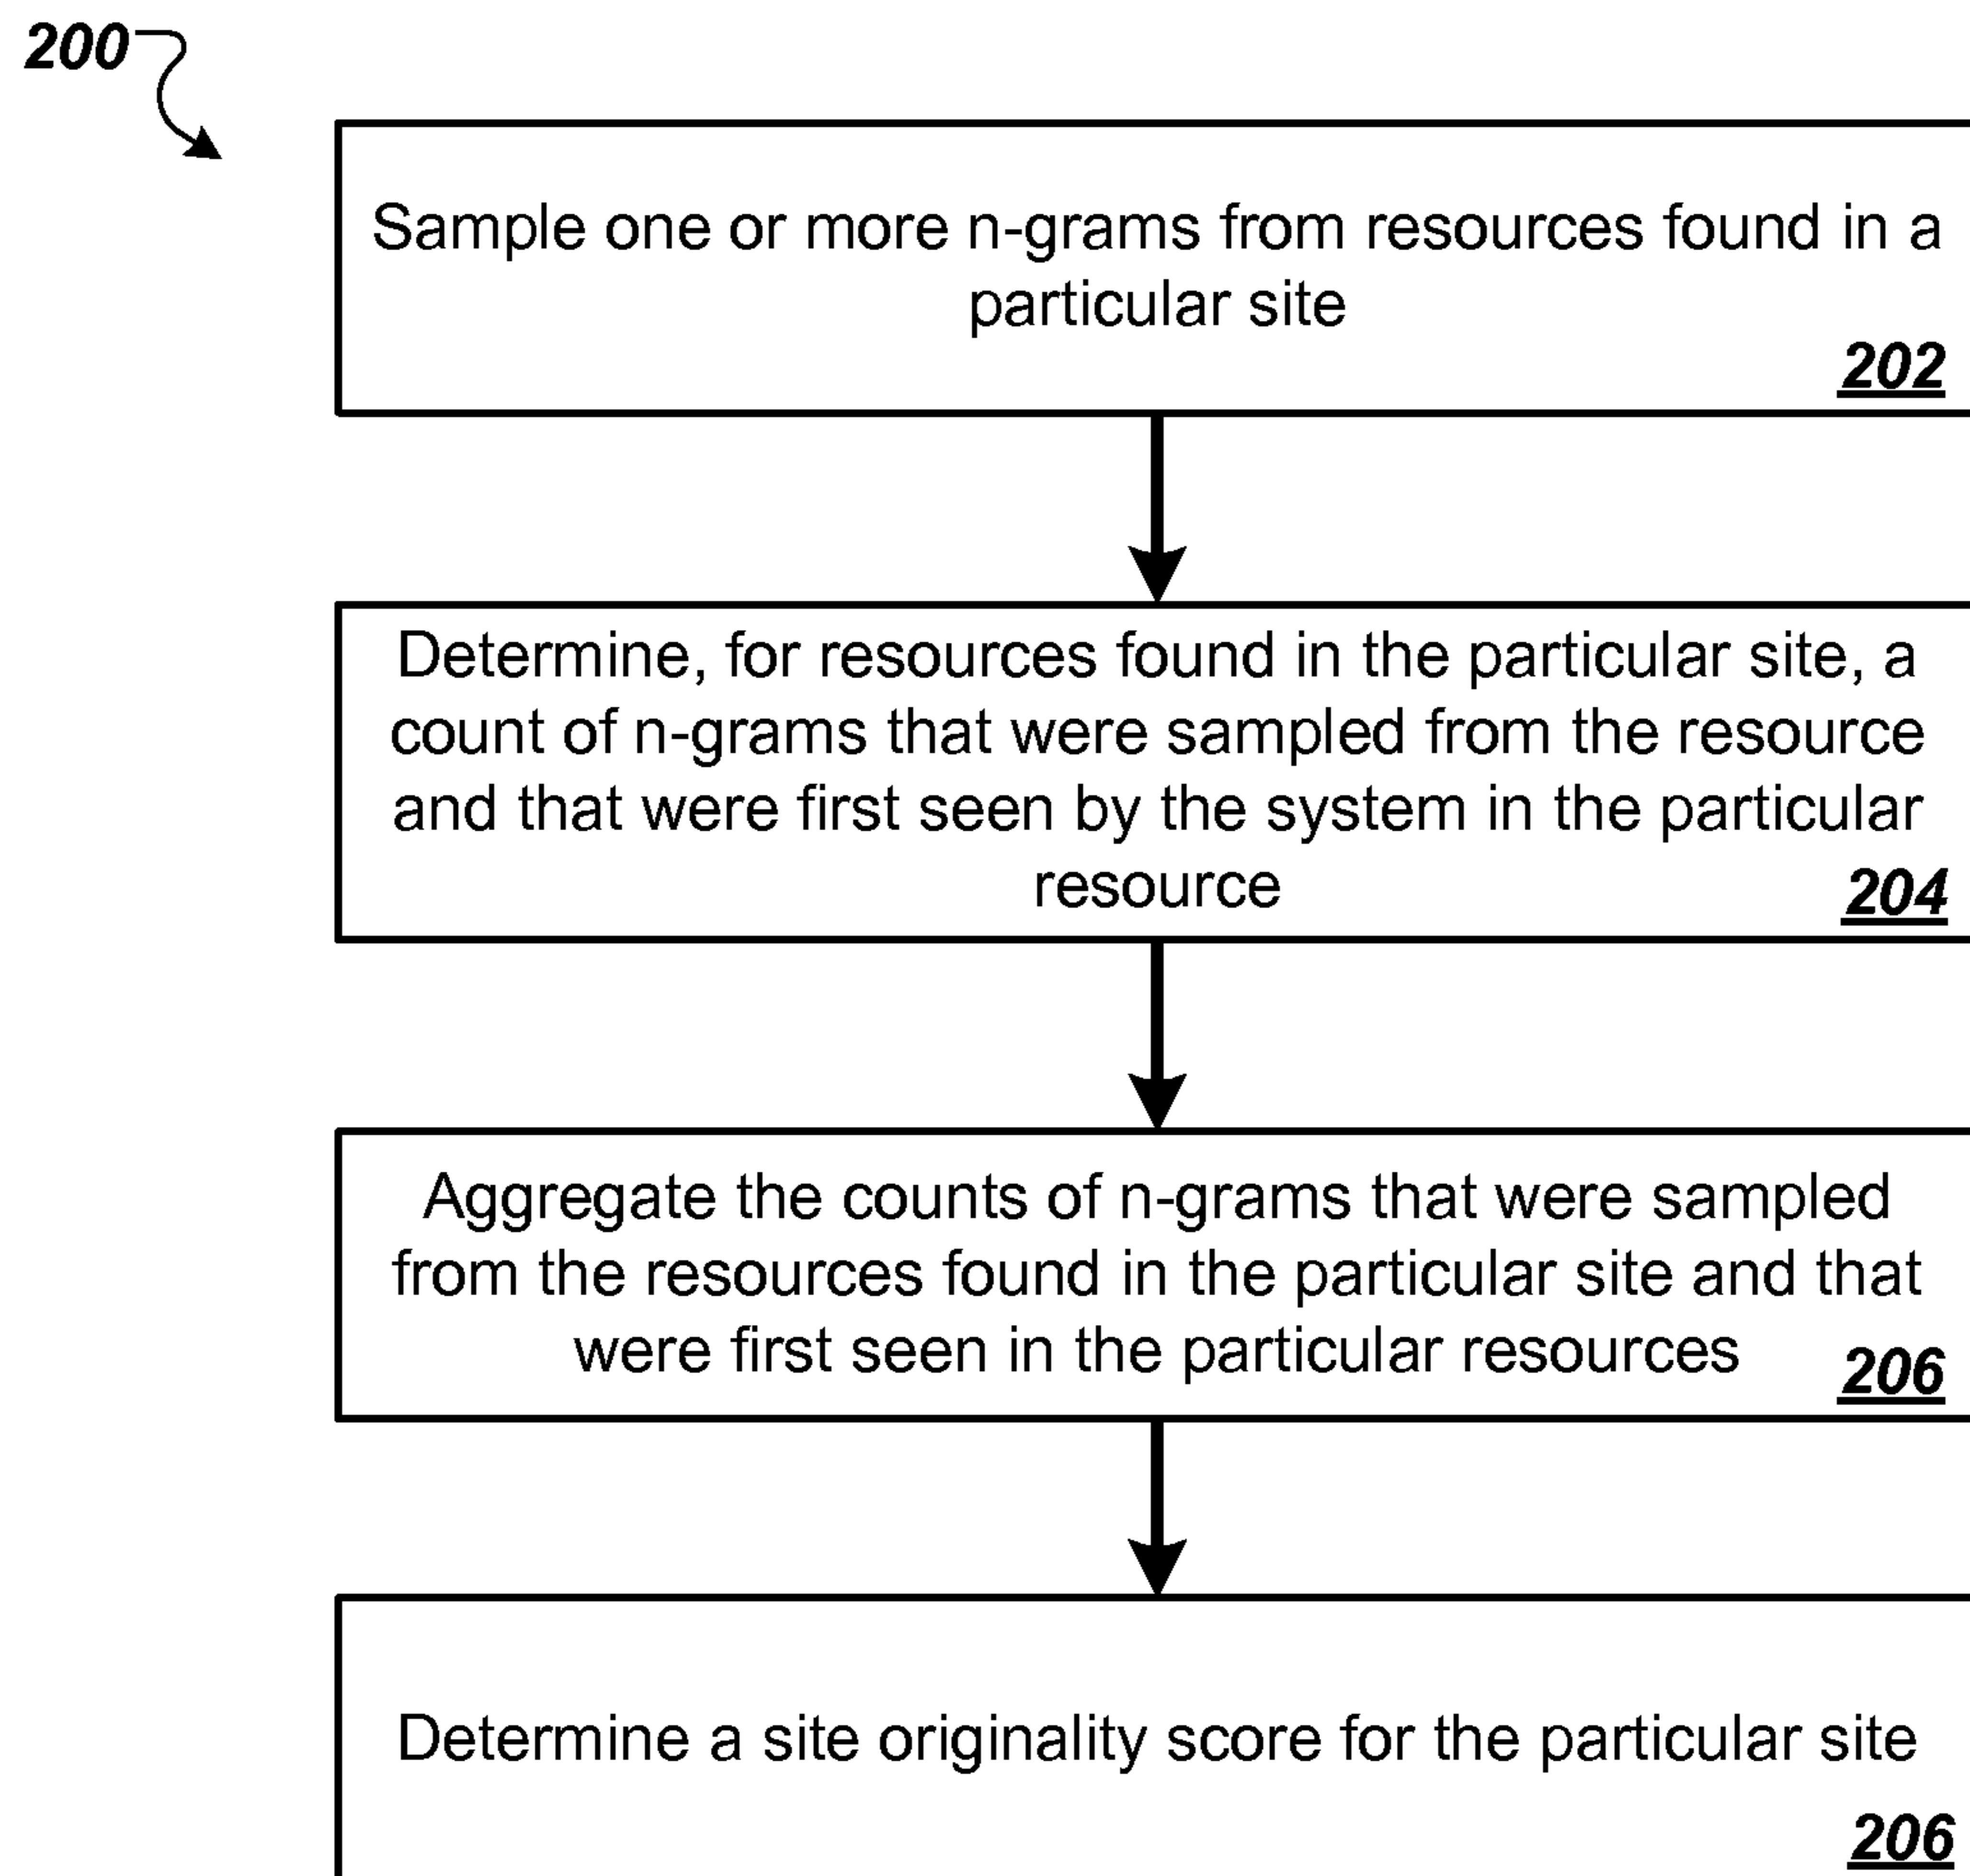 200
Sample one or more n-grams from resources found in a
particular site
202
Determine, for resources found in the particular site, a
count of n-grams that were sampled from the resource
and that were first seen by the system in the particular
resource
204
Aggregate the counts of n-grams that were sampled
from the resources found in the particular site and that
were first seen in the particular resources
206
Determine a site originality score for the particular site
206